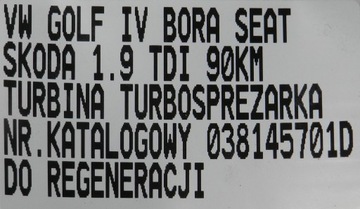 VW GOLF IV BORA SEAT
SKODA 1.9 TDI 90KM
TURBINA TURBOSPREZARKA
NR.KATALOGOWY 038145701D
DO REGENERACJI